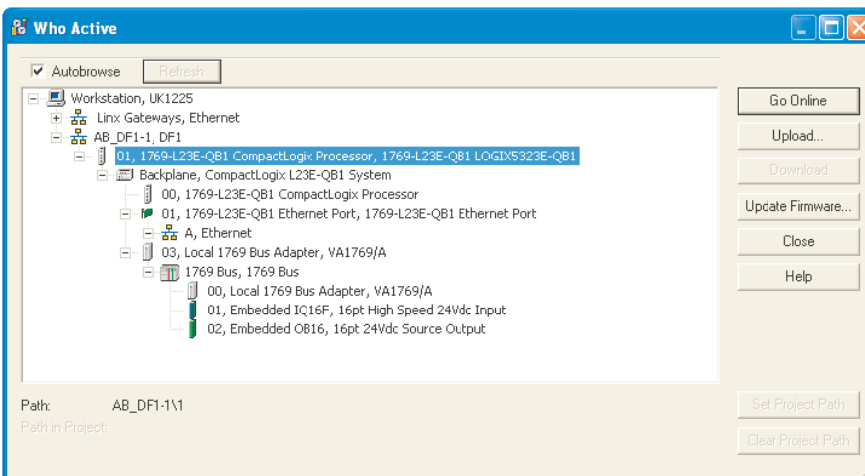 Who Active
Autobrowse Refresh
Workstation, UK1225
Linx Gateways, Ethernet
AB_DF1-1, DF1
01, 1769-L23E-QB1 CompactLogix Processor, 1769-L23E-QB1 LOGIX5323E-QB1
Backplane, CompactLogix L23E-QB1 System
00, 1769-L23E-QB1 CompactLogix Processor
01, 1769-L23E-QB1 Ethernet Port, 1769-L23E-QB1 Ethernet Port
A, Ethernet
03, Local 1769 Bus Adapter, VA1769/A
1769 Bus, 1769 Bus
00, Local 1769 Bus Adapter, VA1769/A
01, Embedded IQ16F, 16pt High Speed 24Vdc Input
02, Embedded OB16, 16pt 24Vdc Source Output
Go Online
Upload...
Download
Update Firmware...
Close
Help
Path: AB_DF1-1\1
Path in Project:
Set Project Path
Clear Project Path